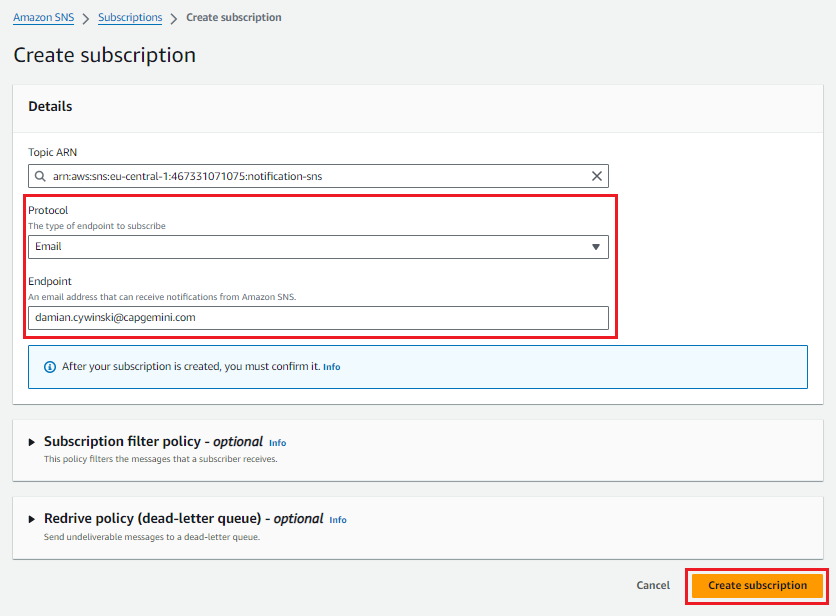 Amazon SNS > Subscriptions > Create subscription
Create subscription
Details
Topic ARN
arn:aws:sns:eu-central-1:467331071075:notification-sns
Protocol
The type of endpoint to subscribe
Email
Endpoint
An email address that can receive notifications from Amazon SNS.
damian.cywinski@capgemini.com
After your subscription is created, you must confirm it. Info
Subscription filter policy - optional Info
This policy filters the messages that a subscriber receives.
Redrive policy (dead-letter queue) - optional Info
Send undeliverable messages to a dead-letter queue.
Cancel Create subscription